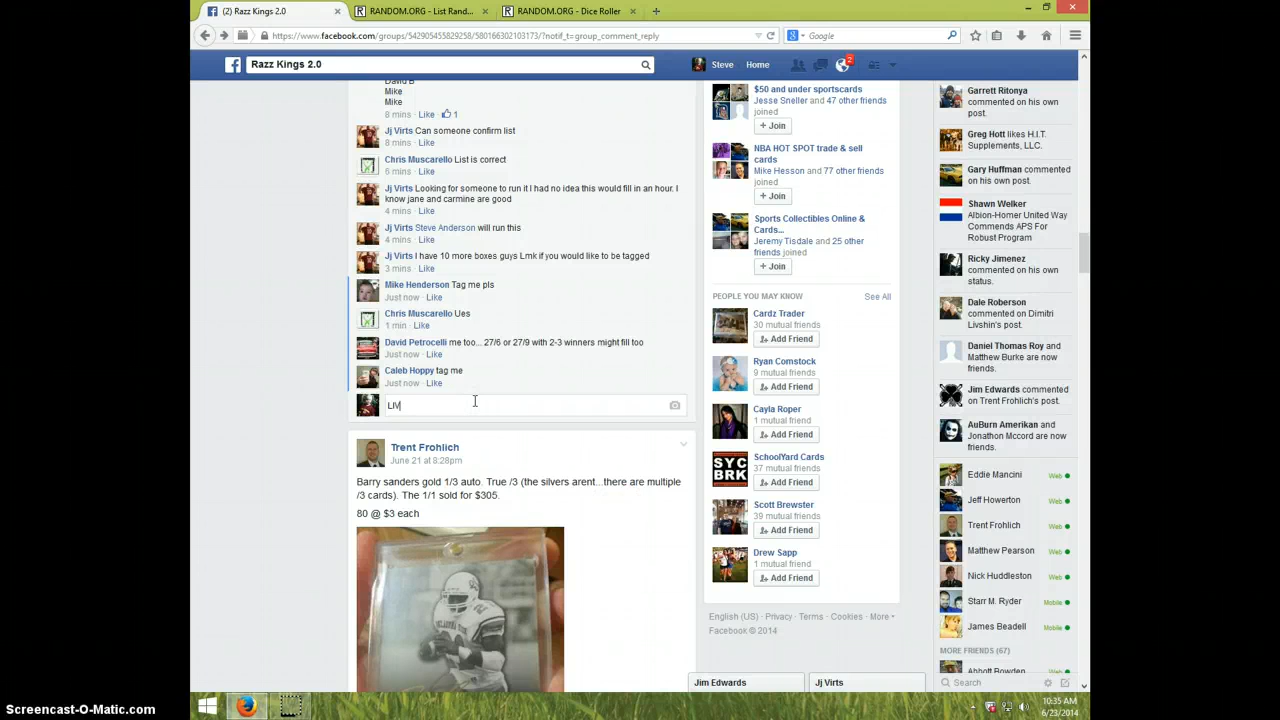 (2) Razz Kings 2.0
RANDOM.ORG - List Rand...
RANDOM.ORG - Dice Roller
https://www.facebook.com/groups/542905455829258/580166302103173/?notif_t=group_comment_reply
Google
Razz Kings 2.0
Steve
Home
2
David B
Mike
Mike
8 mins · Like · 1
Jj Virts Can someone confirm list
8 mins · Like
Chris Muscarello List is correct
6 mins · Like
Jj Virts Looking for someone to run it I had no idea this would fill in an hour. I
know jane and carmine are good
4 mins · Like
Jj Virts Steve Anderson will run this
4 mins · Like
Jj Virts I have 10 more boxes guys Lmk if you would like to be tagged
3 mins · Like
Mike Henderson Tag me pls
Just now · Like
Chris Muscarello Ues
1 min · Like
David Petrocelli me too... 27/6 or 27/9 with 2-3 winners might fill too
Just now · Like
Caleb Hoppy tag me
Just now · Like
LIV
Trent Frohlich
June 21 at 8:28pm
Barry sanders gold 1/3 auto. True /3 (the silvers arent...there are multiple
/3 cards). The 1/1 sold for $305.
80 @ $3 each
$50 and under sportscards
Jesse Sneller and 47 other friends
joined
+ Join
NBA HOT SPOT trade & sell
cards
Mike Hesson and 77 other friends
joined
+ Join
Sports Collectibles Online &
Cards...
Jeremy Tisdale and 25 other
friends joined
+ Join
PEOPLE YOU MAY KNOW
See All
Cardz Trader
30 mutual friends
Add Friend
Ryan Comstock
9 mutual friends
Add Friend
Cayla Roper
1 mutual friend
Add Friend
SchoolYard Cards
37 mutual friends
Add Friend
SYC
BRK
Scott Brewster
39 mutual friends
Add Friend
Drew Sapp
1 mutual friend
Add Friend
English (US) · Privacy · Terms · Cookies · More
Facebook © 2014
Garrett Ritonya
commented on his own
post.
Greg Hott likes H.I.T.
Supplements, LLC.
Gary Huffman commented
on his own post.
Shawn Welker
Albion-Homer United Way
Commends APS For
Robust Program
Ricky Jimenez
commented on his own
status.
Dale Roberson
commented on Dimitri
Livshin's post.
Daniel Thomas Roy and
Matthew Burke are now
friends.
Jim Edwards commented
on Trent Frohlich's post.
AuBurn Amerikan and
Jonathon Mccord are now
friends.
Eddie Mancini Web
Jeff Howerton Web
Trent Frohlich Web
Matthew Pearson Web
Nick Huddleston Web
Starr M. Ryder Mobile
James Beadell Mobile
MORE FRIENDS (67)
Abbott Bowden Web
Search
Jim Edwards
Jj Virts
10:35 AM
6/23/2014
Screencast-O-Matic.com